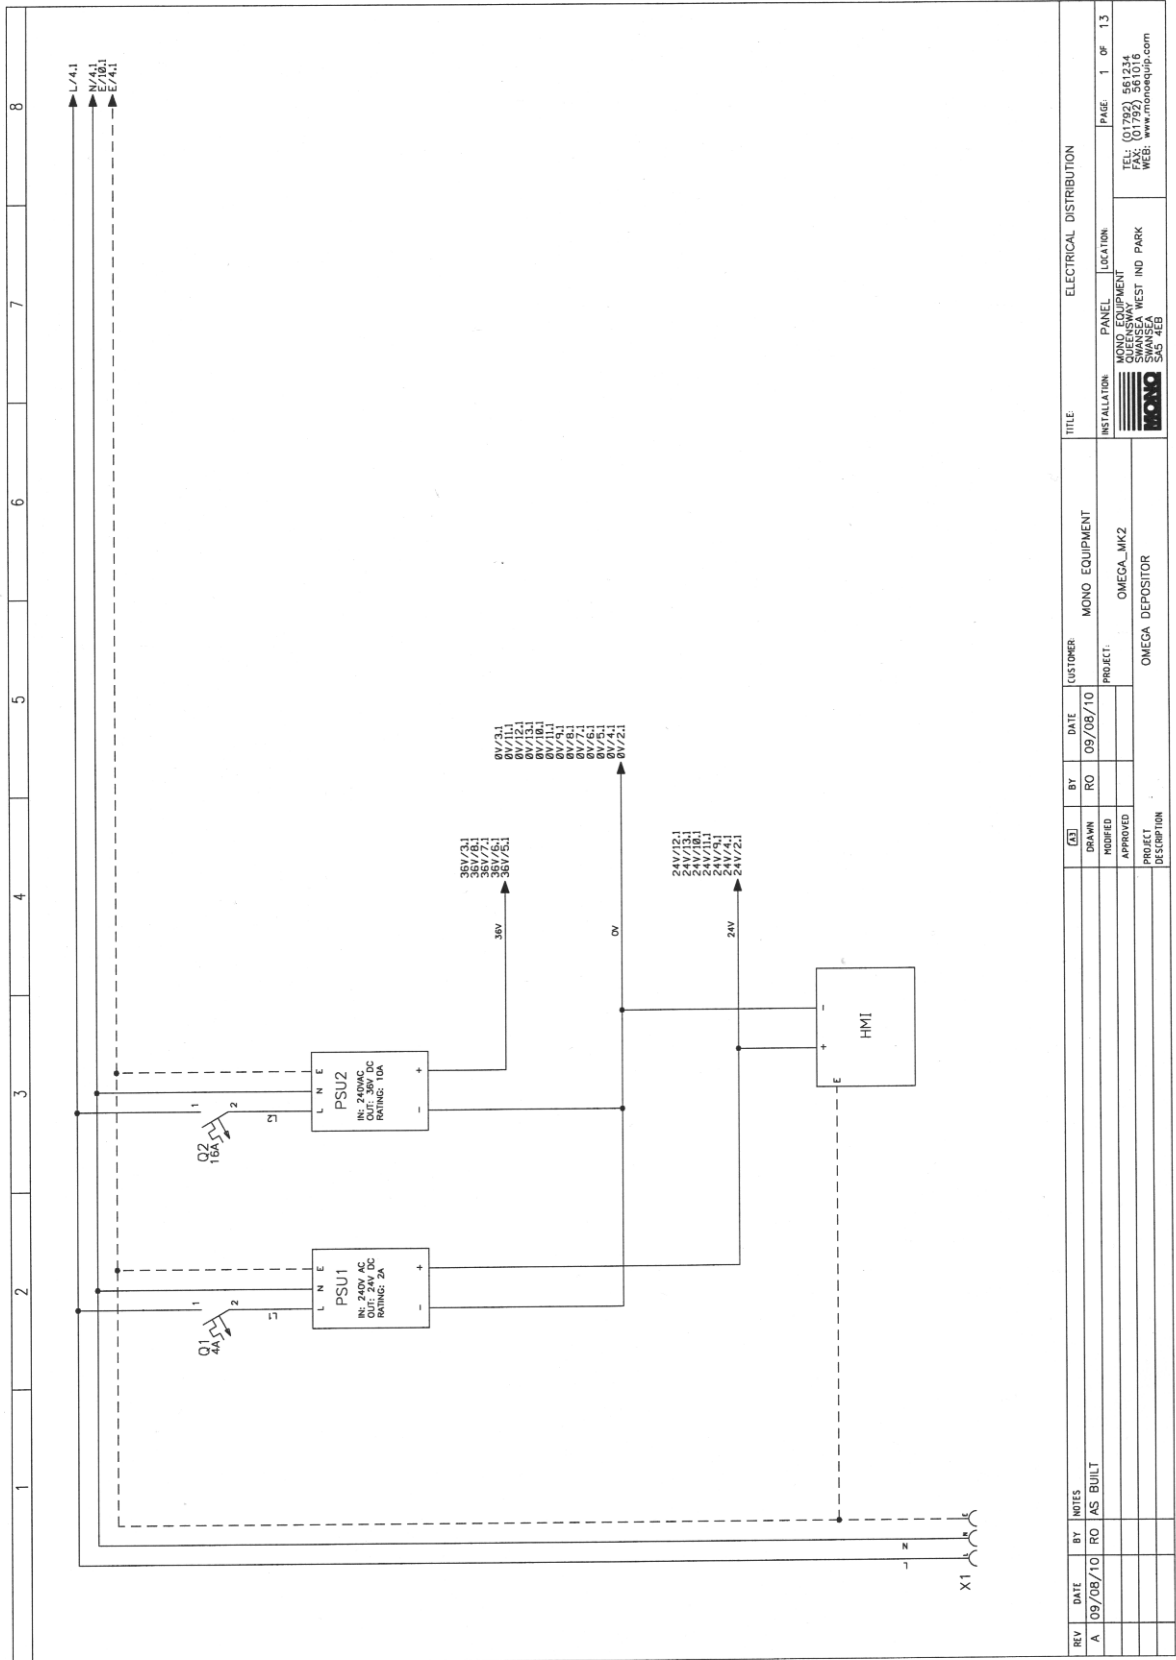 1 2 3 4 5 6 7 8
L/4.1
N/4.1
E/10.1
E/4.1
Q1
4A
1
2
L1
L N E
PSU1
IN: 240V AC
OUT: 24V DC
RATING: 2A
- +
Q2
16A
1
2
L2
L N E
PSU2
IN: 240VAC
OUT: 36V DC
RATING: 10A
- +
36V/3.1
36V/8.1
36V/7.1
36V/6.1
36V/5.1
36V
0V/3.1
0V/11.1
0V/12.1
0V/13.1
0V/10.1
0V/11.1
0V/9.1
0V/8.1
0V/7.1
0V/6.1
0V/5.1
0V/4.1
0V/2.1
0V
24V/12.1
24V/13.1
24V/10.1
24V/11.1
24V/9.1
24V/4.1
24V/2.1
24V
E + -
HMI
L N
L N E
X1
REV DATE BY NOTES
A 09/08/10 RO AS BUILT
A3 BY DATE
DRAWN RO 09/08/10
MODIFIED
APPROVED
PROJECT
DESCRIPTION
OMEGA DEPOSITOR
CUSTOMER: MONO EQUIPMENT
PROJECT: OMEGA_MK2
TITLE: ELECTRICAL DISTRIBUTION
INSTALLATION: PANEL LOCATION: PAGE: 1 OF 13
MONO
MONO EQUIPMENT
QUEENSWAY
SWANSEA WEST IND PARK
SWANSEA
SA5 4EB
TEL: (01792) 561234
FAX: (01792) 561016
WEB: www.monoequip.com